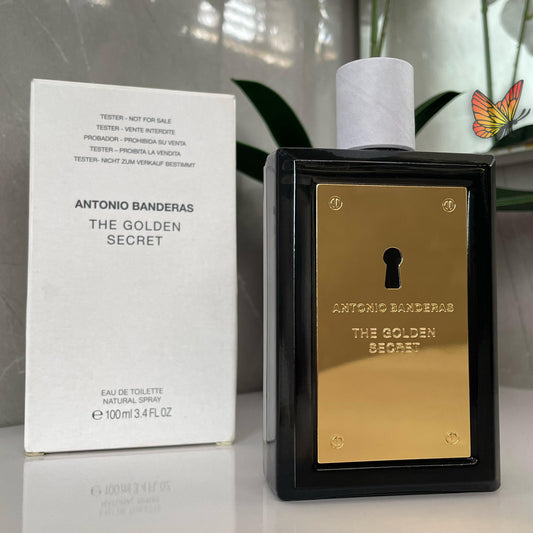 TESTER - NOT FOR SALE
TESTER - VENTE INTERDITE
PROBADOR - PROHIBIDA SU VENTA
TESTER – PROIBITA LA VENDITA
TESTER- NICHT ZUM VERKAUF BESTIMMT
ANTONIO BANDERAS
THE GOLDEN
SECRET
EAU DE TOILETTE
NATURAL SPRAY
℮ 100 ml 3.4 FL OZ
ANTONIO BANDERAS
THE GOLDEN
SECRET